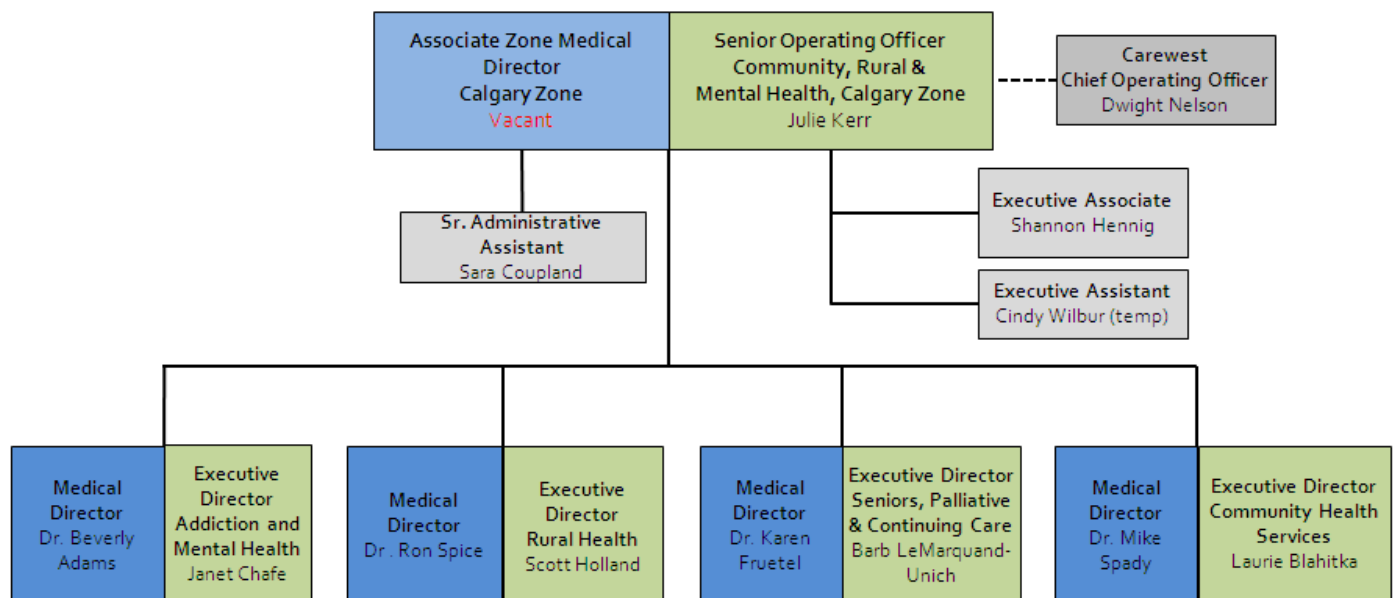 Associate Zone Medical
Director
Calgary Zone
Vacant
Senior Operating Officer
Community, Rural &
Mental Health, Calgary Zone
Julie Kerr
Carewest
Chief Operating Officer
Dwight Nelson
Sr. Administrative
Assistant
Sara Coupland
Executive Associate
Shannon Hennig
Executive Assistant
Cindy Wilbur (temp)
Medical
Director
Dr. Beverly
Adams
Executive
Director
Addiction and
Mental Health
Janet Chafe
Medical
Director
Dr . Ron Spice
Executive
Director
Rural Health
Scott Holland
Medical
Director
Dr. Karen
Fruetel
Executive Director
Seniors, Palliative
& Continuing Care
Barb LeMarquand-
Unich
Medical
Director
Dr. Mike
Spady
Executive Director
Community Health
Services
Laurie Blahitka